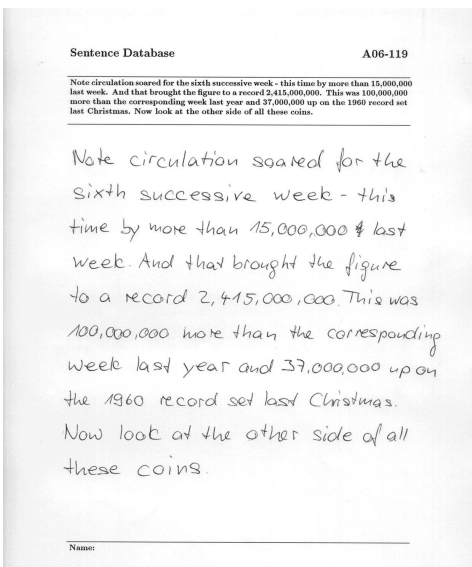 Sentence Database A06-119
Note circulation soared for the sixth successive week - this time by more than 15,000,000
last week. And that brought the figure to a record 2,415,000,000. This was 100,000,000
more than the corresponding week last year and 37,000,000 up on the 1960 record set
last Christmas. Now look at the other side of all these coins.
Note circulation soared for the
sixth successive week - this
time by more than 15,000,000 last
week. And that brought the figure
to a record 2,415,000,000. This was
100,000,000 more than the corresponding
week last year and 37,000,000 up on
the 1960 record set last Christmas.
Now look at the other side of all
these coins.
Name: